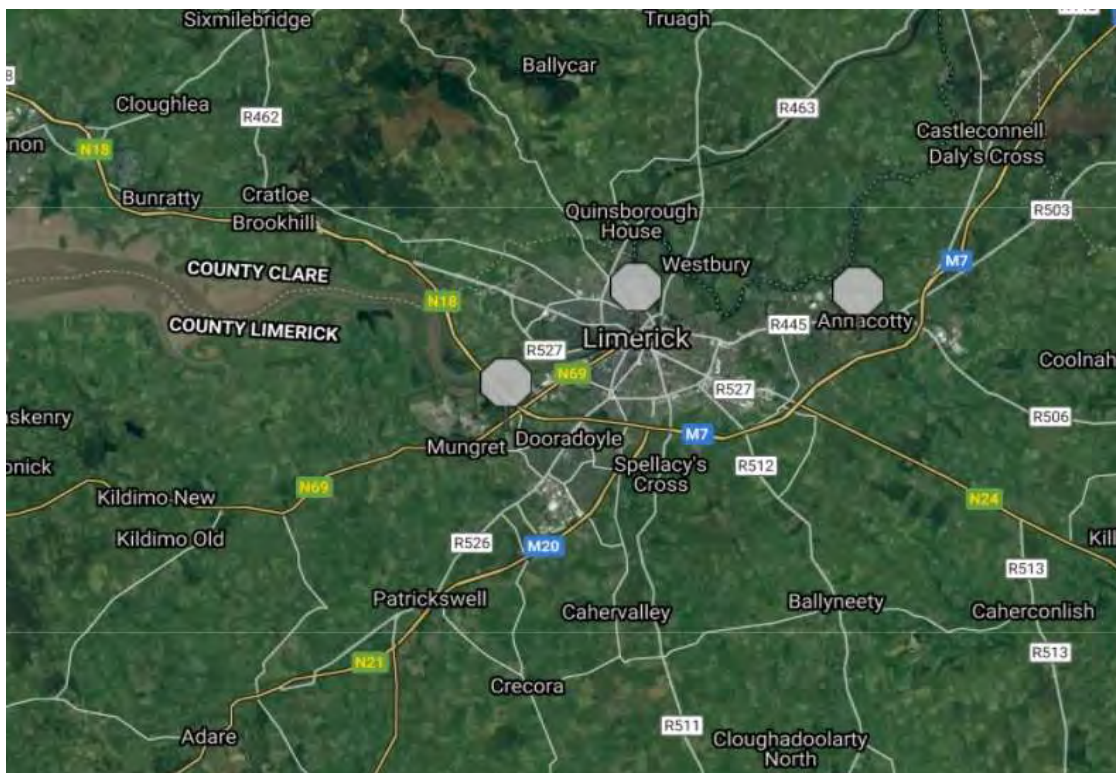 Sixmilebridge
Truagh
Ballycar
Cloughlea
R462
R463
Castleconnell
Daly's Cross
non
N18
Bunratty
Cratloe
Brookhill
Quinsborough
House
R503
COUNTY CLARE
Westbury
M7
N18
COUNTY LIMERICK
Limerick
R445
Annacotty
R527
N69
R527
Coolnah
askenry
R506
Mungret
Dooradoyle
M7
onick
Spellacy's
Cross
R512
N69
Kildimo New
N24
Kildimo Old
R526
M20
Kill
R513
Patrickswell
Cahervalley
Ballyneety
Caherconlish
N21
R513
Crecora
R511
Adare
Cloughadoolarty
North